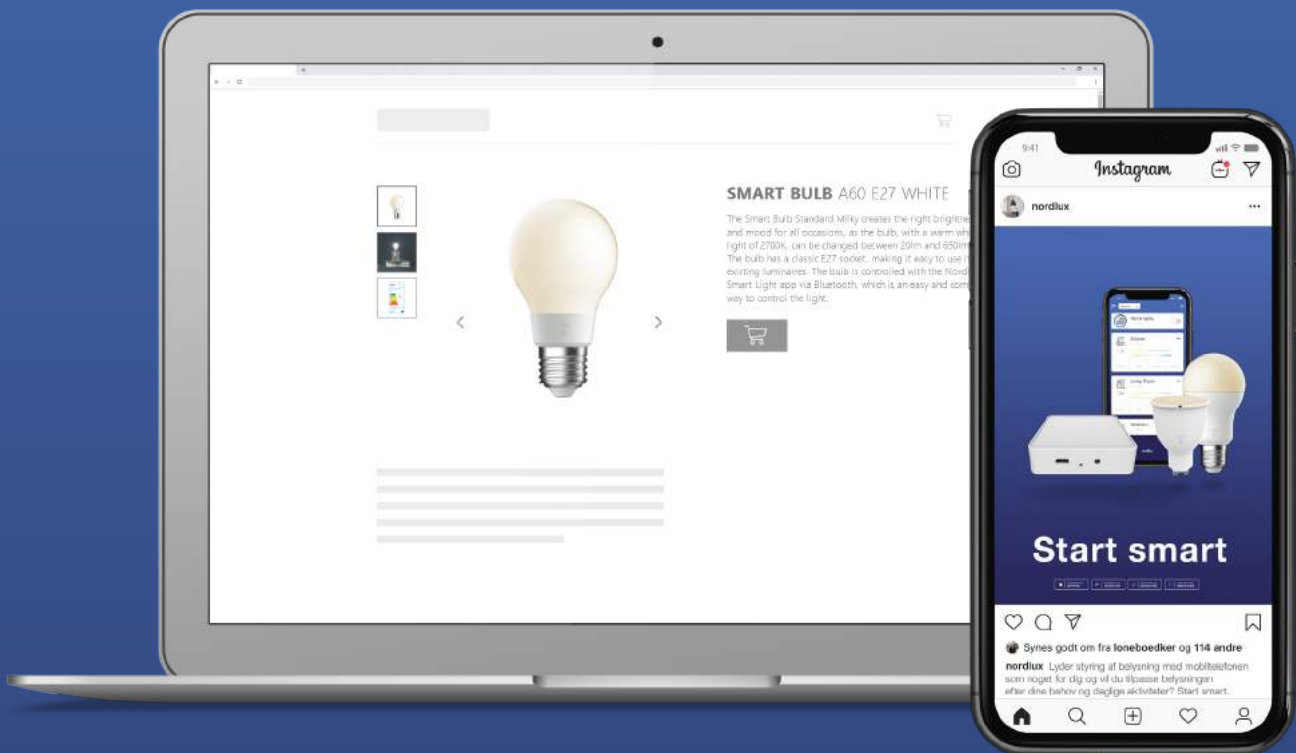 SMART BULB A60 E27 WHITE
The Smart Bulb Standard Milky creates the right brightne
and mood for all occasions, as the bulb, with a warm whi
light of 2700K, can be changed between 20lm and 650lm
The bulb has a classic E27 socket, making it easy to use i
existing luminaires. The bulb is controlled with the Nordl
Smart Light app via Bluetooth, which is an easy and com
way to control the light.
9:41
Instagram
nordlux
Start smart
Synes godt om fra loneboedker og 114 andre
nordlux Lyder styring af belysning med mobiltelefonen
som noget for dig og vil du tilpasse belysningen
efter dine behov og daglige aktiviteter? Start smart.